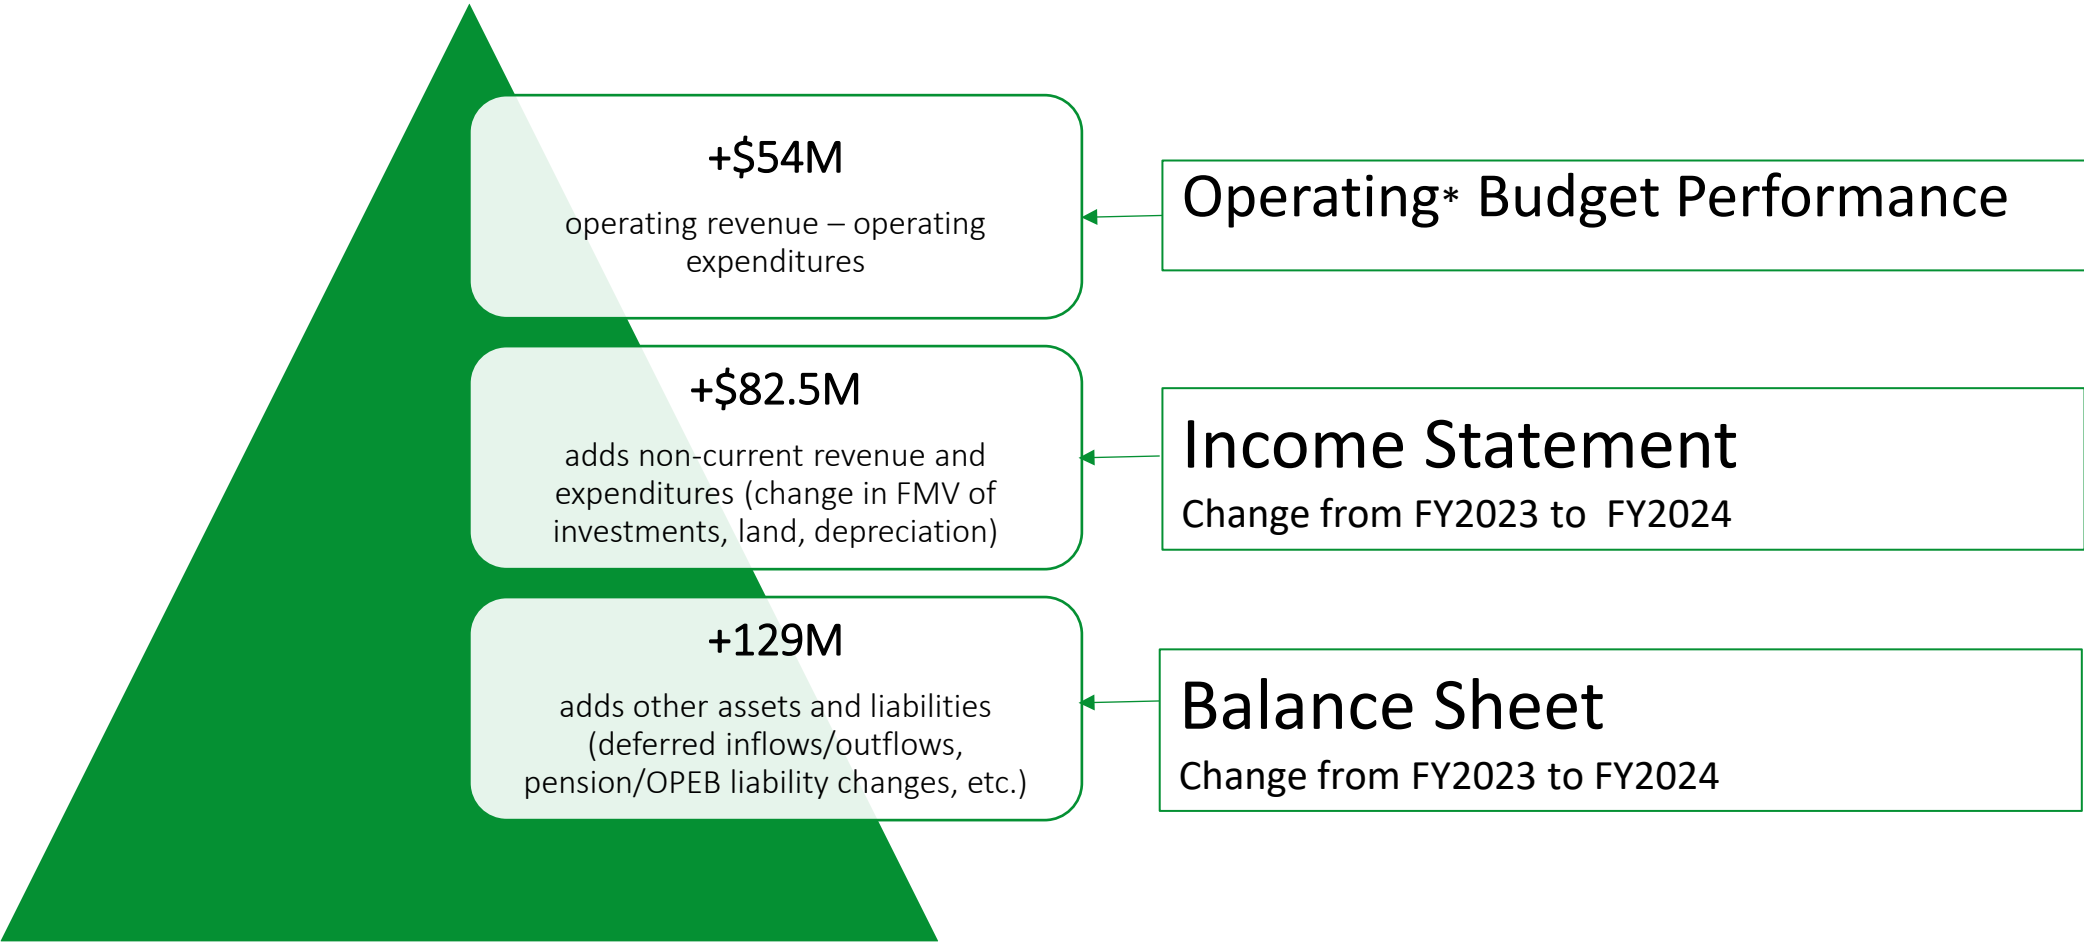 +$54M
operating revenue – operating
expenditures
Operating* Budget Performance
+$82.5M
adds non-current revenue and
expenditures (change in FMV of
investments, land, depreciation)
Income Statement
Change from FY2023 to  FY2024
+129M
adds other assets and liabilities
(deferred inflows/outflows,
pension/OPEB liability changes, etc.)
Balance Sheet
Change from FY2023 to FY2024